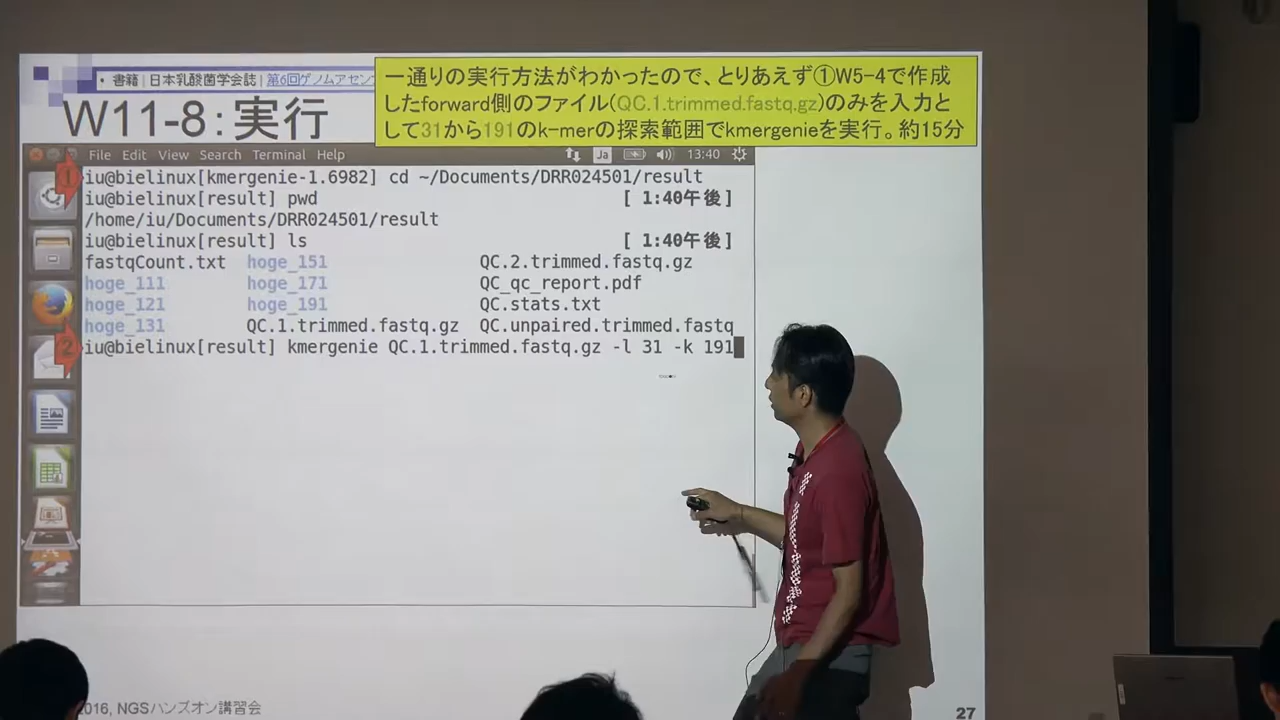 ・ 書籍 | 日本乳酸菌学会誌 | 第6回ゲノムアセン
W11-8：実行
一通りの実行方法がわかったので、とりあえず①W5-4で作成
したforward側のファイル(QC.1.trimmed.fastq.gz)のみを入力と
して31から191のk-merの探索範囲でkmergenieを実行。約15分
File Edit View Search Terminal Help Ja 13:40
① iu@bielinux[kmergenie-1.6982] cd ~/Documents/DRR024501/result
iu@bielinux[result] pwd [ 1:40午後]
/home/iu/Documents/DRR024501/result
iu@bielinux[result] ls [ 1:40午後]
fastqCount.txt hoge_151 QC.2.trimmed.fastq.gz
hoge_111 hoge_171 QC_qc_report.pdf
hoge_121 hoge_191 QC.stats.txt
hoge_131 QC.1.trimmed.fastq.gz QC.unpaired.trimmed.fastq
② iu@bielinux[result] kmergenie QC.1.trimmed.fastq.gz -l 31 -k 191
2016, NGSハンズオン講習会
27